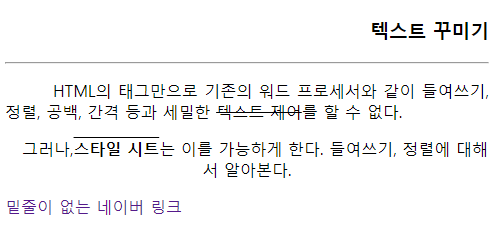 텍스트 꾸미기
HTML의 태그만으로 기존의 워드 프로세서와 같이 들여쓰기,
정렬, 공백, 간격 등과 세밀한 텍스트 제어를 할 수 없다.
그러나,스타일 시트는 이를 가능하게 한다. 들여쓰기, 정렬에 대해
서 알아본다.
밑줄이 없는 네이버 링크